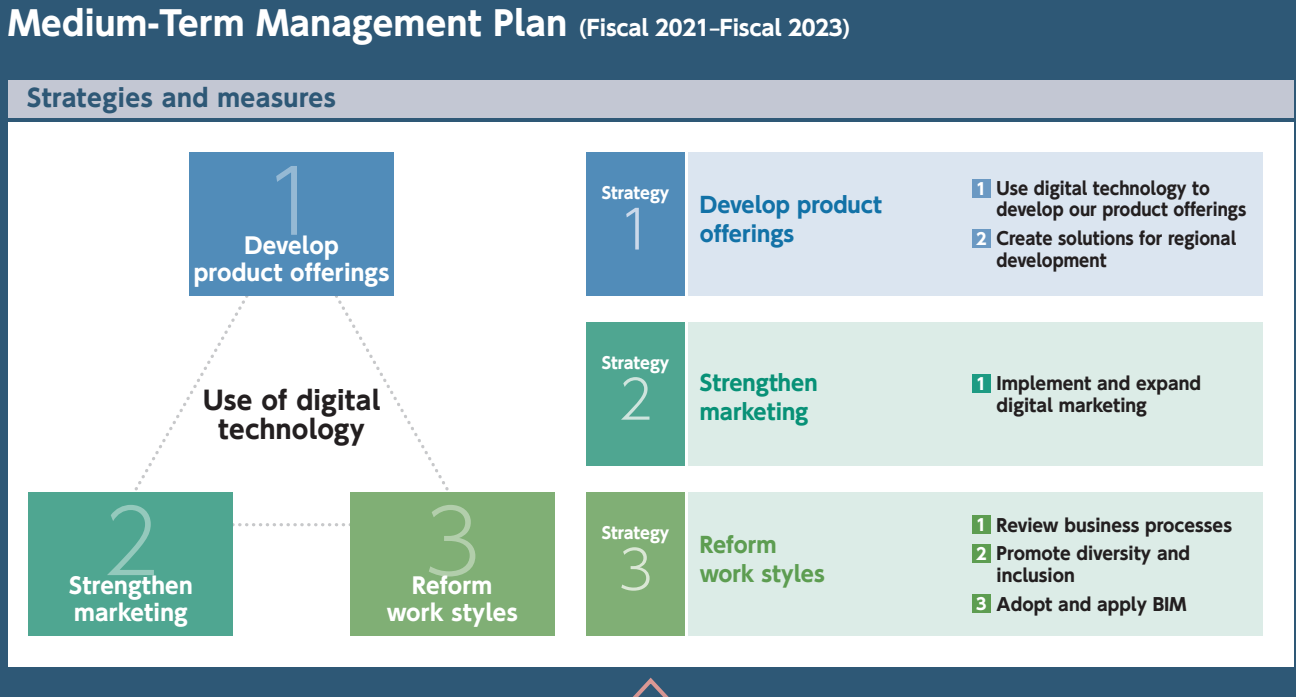 Medium-Term Management Plan (Fiscal 2021–Fiscal 2023)
Strategies and measures
1
Develop
product offerings
Use of digital
technology
2
Strengthen
marketing
3
Reform
work styles
Strategy
1
Develop product
offerings
1 Use digital technology to
develop our product offerings
2 Create solutions for regional
development
Strategy
2
Strengthen
marketing
1 Implement and expand
digital marketing
Strategy
3
Reform
work styles
1 Review business processes
2 Promote diversity and
inclusion
3 Adopt and apply BIM